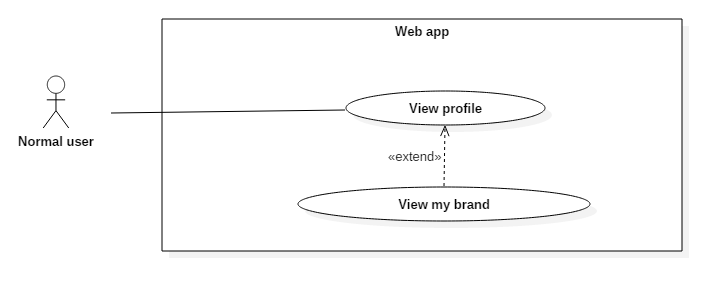 Web app
View profile
Normal user
«extend»
View my brand